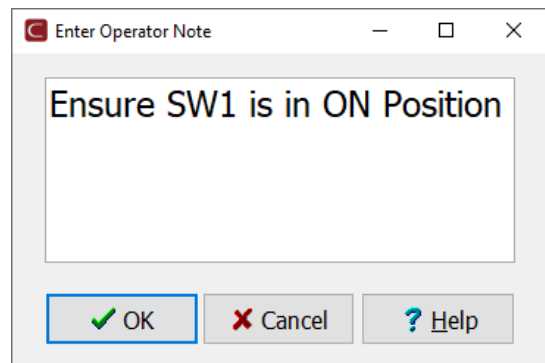 Enter Operator Note
Ensure SW1 is in ON Position
OK
Cancel
Help